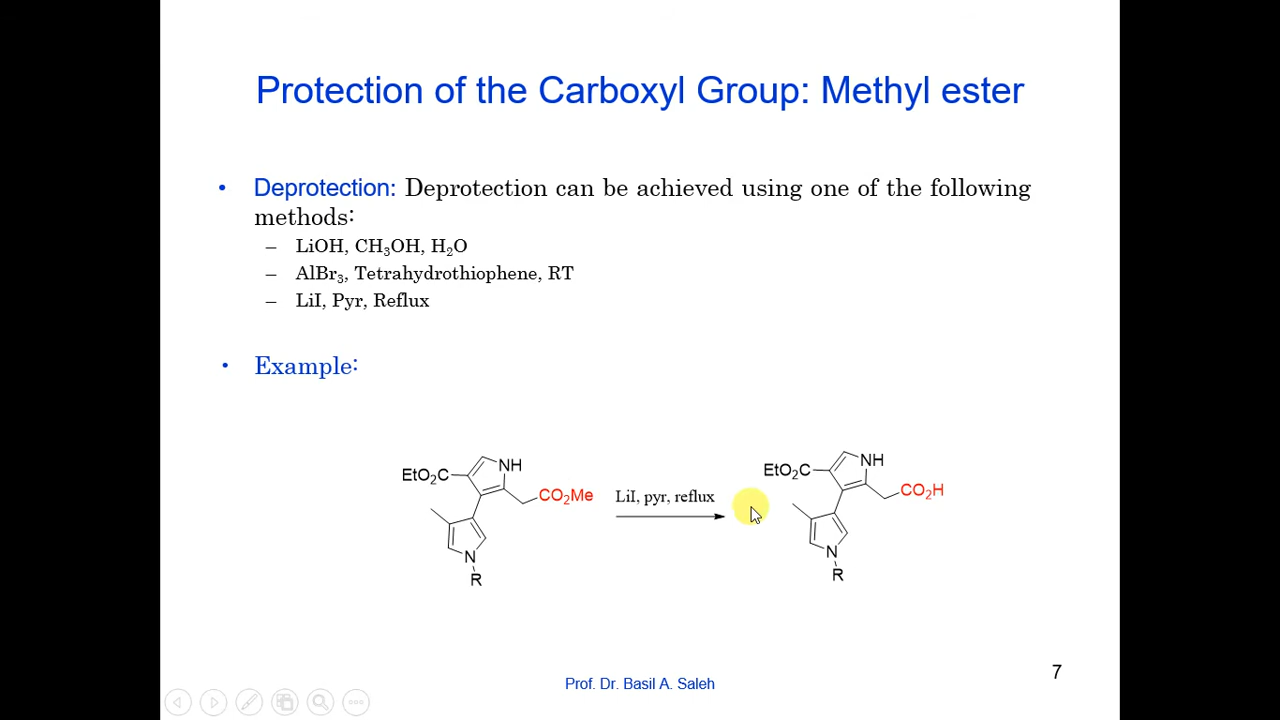 Protection of the Carboxyl Group: Methyl ester
• Deprotection: Deprotection can be achieved using one of the following
methods:
– LiOH, CH₃OH, H₂O
– AlBr₃, Tetrahydrothiophene, RT
– LiI, Pyr, Reflux
• Example:
EtO₂C
NH
CO₂Me
N
R
LiI, pyr, reflux
EtO₂C
NH
CO₂H
N
R
7
Prof. Dr. Basil A. Saleh